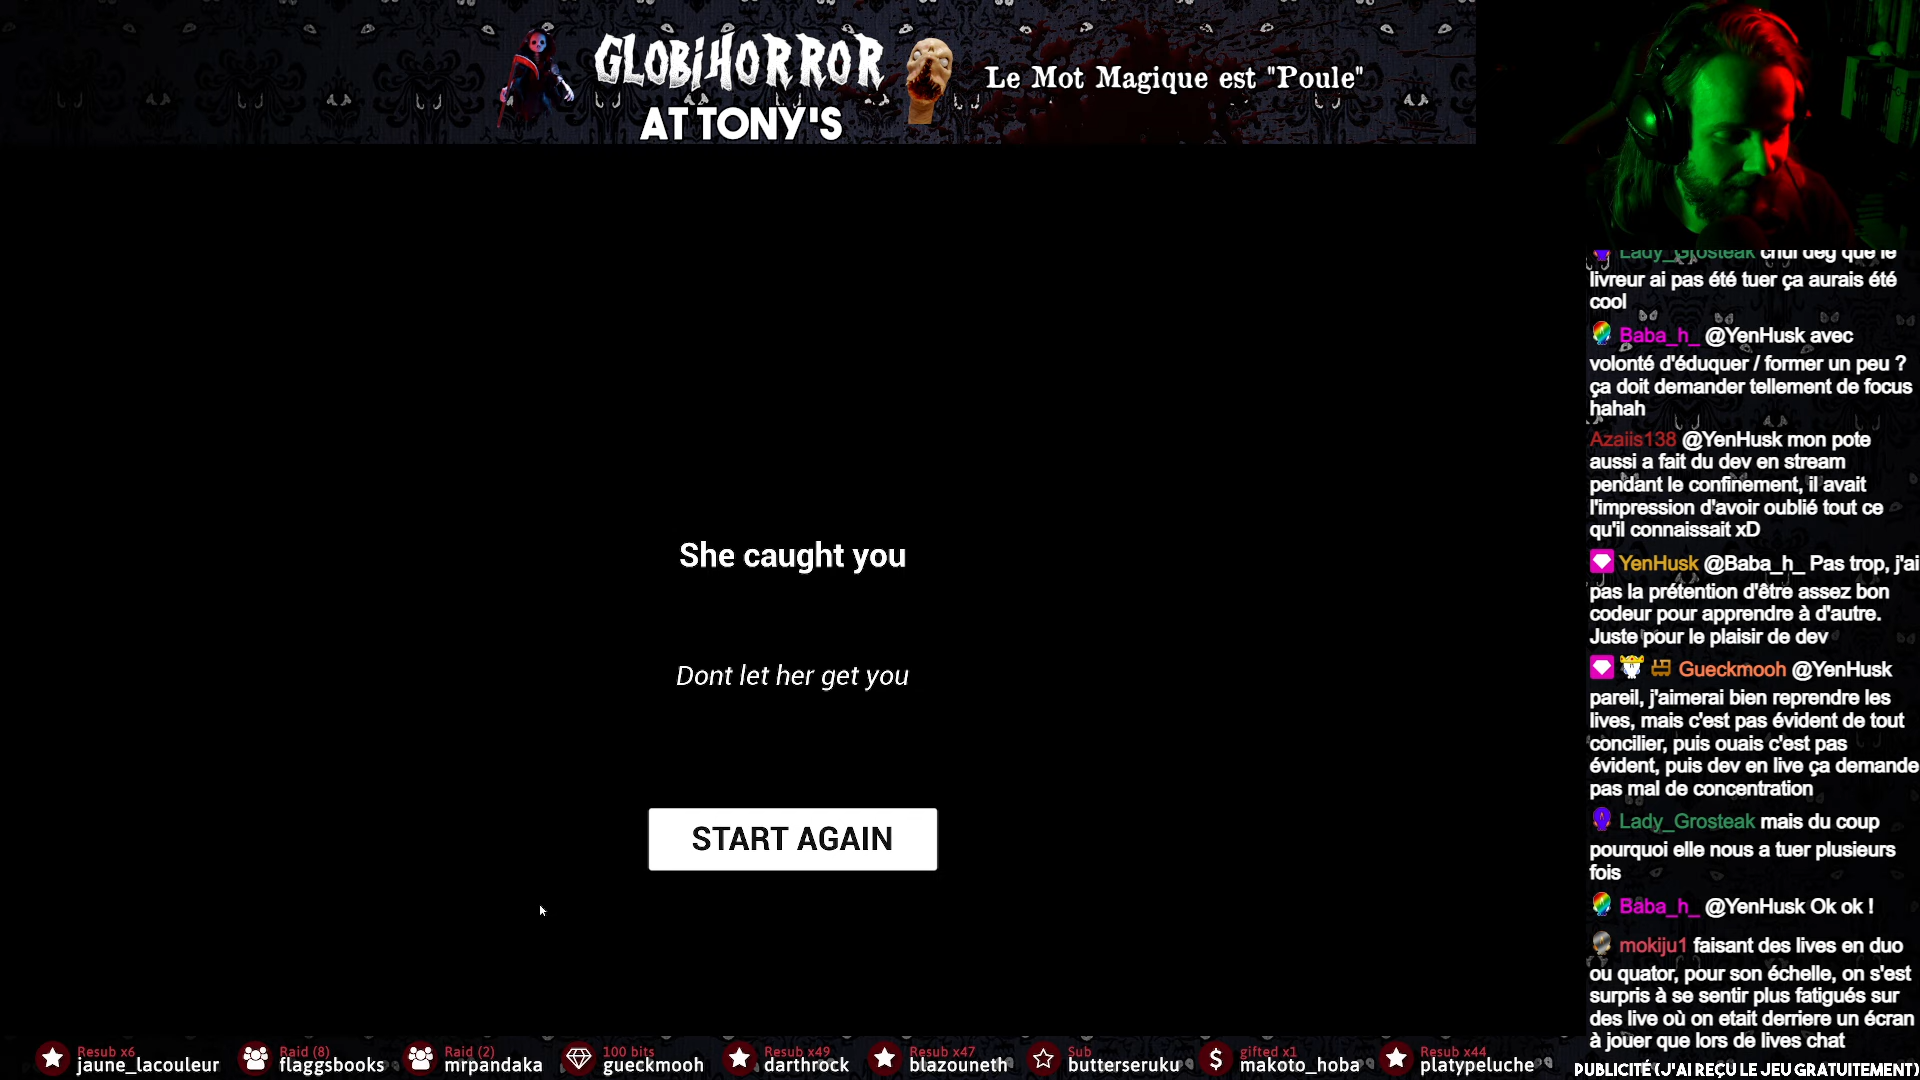 GLOBIHORROR
AT TONY'S
Le Mot Magique est "Poule"
She caught you
Dont let her get you
START AGAIN
Lady_Grosteak chui deg que le
livreur ai pas été tuer ça aurais été
cool
Baba_h_ @YenHusk avec
volonté d'éduquer / former un peu ?
ça doit demander tellement de focus
hahah
Azaiis138 @YenHusk mon pote
aussi a fait du dev en stream
pendant le confinement, il avait
l'impression d'avoir oublié tout ce
qu'il connaissait xD
YenHusk @Baba_h_ Pas trop, j'ai
pas la prétention d'être assez bon
codeur pour apprendre à d'autre.
Juste pour le plaisir de dev
Gueckmooh @YenHusk
pareil, j'aimerai bien reprendre les
lives, mais c'est pas évident de tout
concilier, puis ouais c'est pas
évident, puis dev en live ça demande
pas mal de concentration
Lady_Grosteak mais du coup
pourquoi elle nous a tuer plusieurs
fois
Baba_h_ @YenHusk Ok ok !
mokiju1 faisant des lives en duo
ou quator, pour son échelle, on s'est
surpris à se sentir plus fatigués sur
des live où on etait derriere un écran
à jouer que lors de lives chat
Resub x6
jaune_lacouleur
Raid (8)
flaggsbooks
Raid (2)
mrpandaka
100 bits
gueckmooh
Resub x49
darthrock
Resub x47
blazouneth
Sub
butterseruku
gifted x1
makoto_hoba
Resub x44
platypeluche
PUBLICITÉ (J'AI REÇU LE JEU GRATUITEMENT)